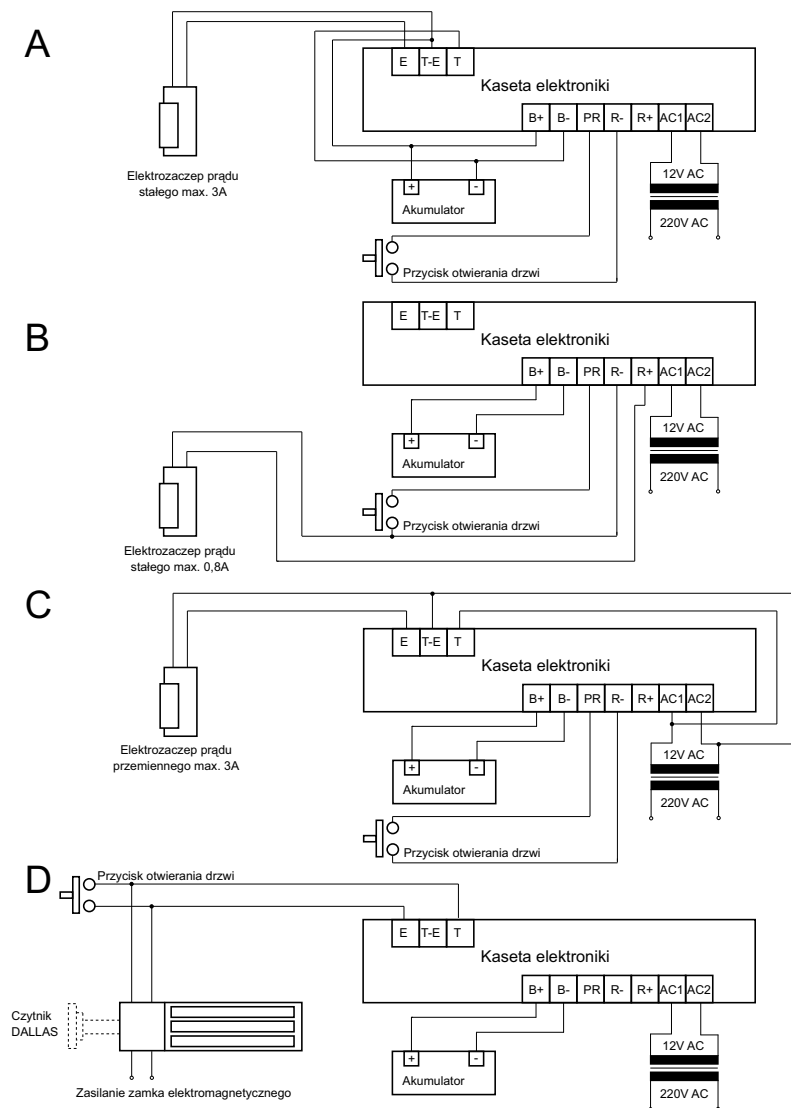 A
E T-E T
Kaseta elektroniki
B+ B- PR R- R+ AC1 AC2
Elektrozaczep prądu
stałego max. 3A
+ -
Akumulator
12V AC
220V AC
Przycisk otwierania drzwi
B
E T-E T
Kaseta elektroniki
B+ B- PR R- R+ AC1 AC2
+ -
Akumulator
12V AC
220V AC
Przycisk otwierania drzwi
Elektrozaczep prądu
stałego max. 0,8A
C
E T-E T
Kaseta elektroniki
B+ B- PR R- R+ AC1 AC2
Elektrozaczep prądu
przemiennego max. 3A
+ -
Akumulator
12V AC
220V AC
Przycisk otwierania drzwi
D
Przycisk otwierania drzwi
E T-E T
Kaseta elektroniki
B+ B- PR R- R+ AC1 AC2
Czytnik
DALLAS
+ -
Akumulator
12V AC
220V AC
Zasilanie zamka elektromagnetycznego